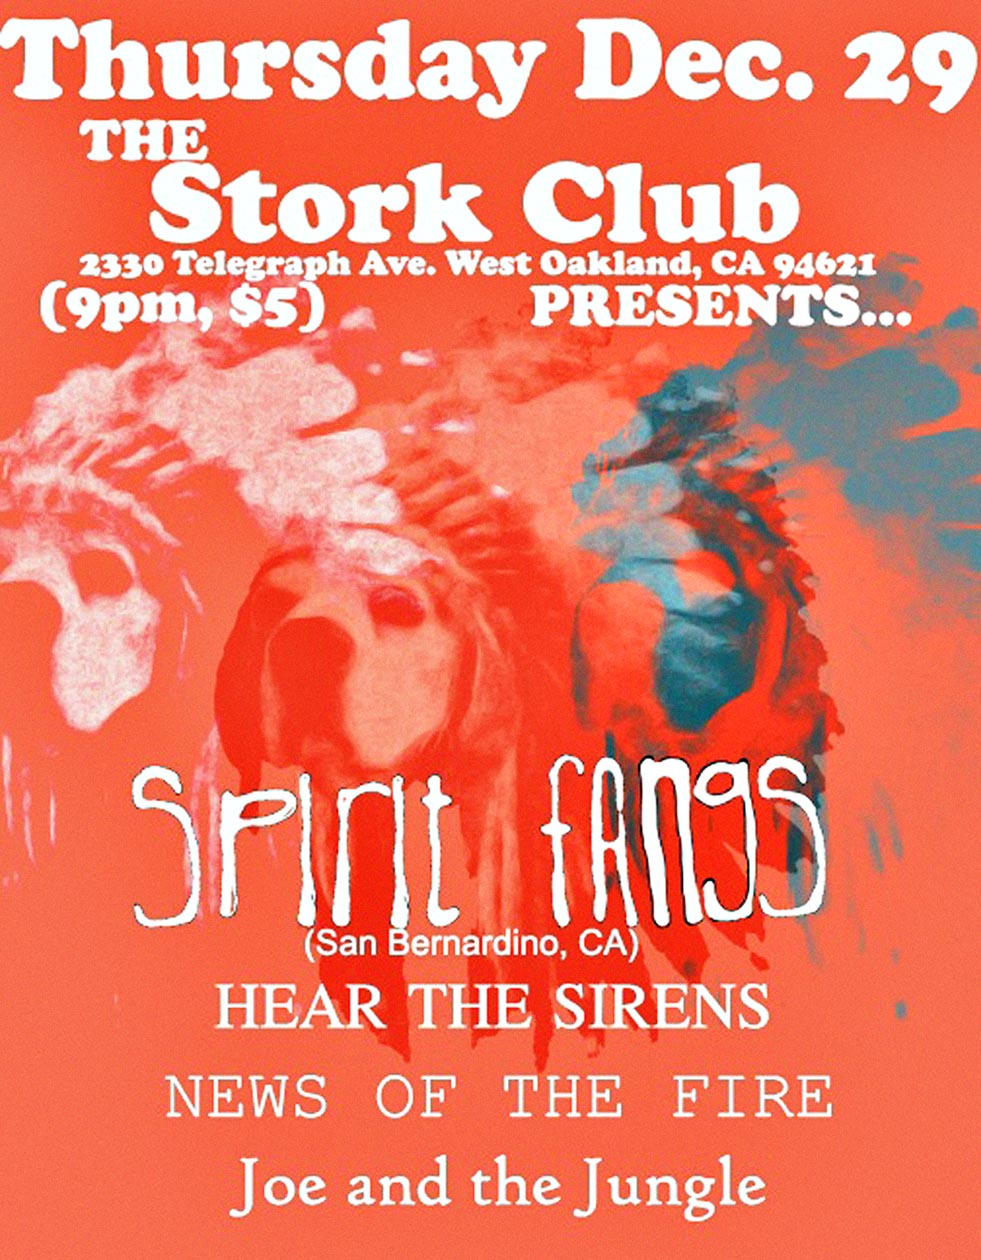 Thursday Dec. 29
THE
Stork Club
2330 Telegraph Ave. West Oakland, CA 94621
(9pm, $5) PRESENTS...
Spirit fAngs
(San Bernardino, CA)
HEAR THE SIRENS
NEWS OF THE FIRE
Joe and the Jungle